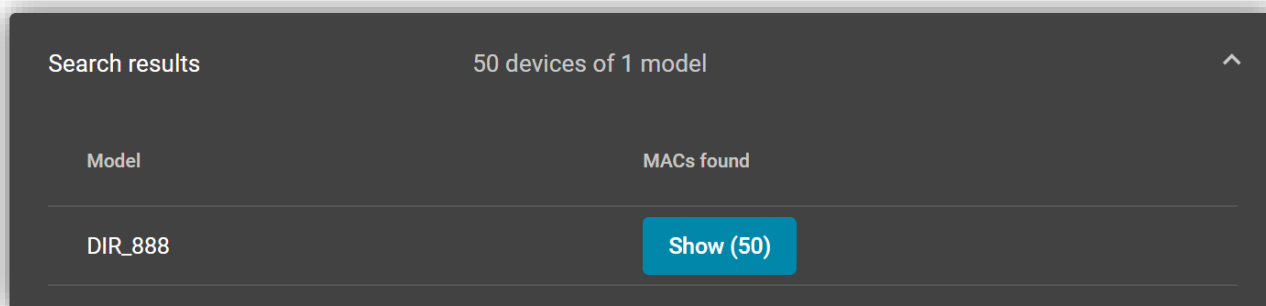 Search results 50 devices of 1 model
Model MACs found
DIR_888 Show (50)